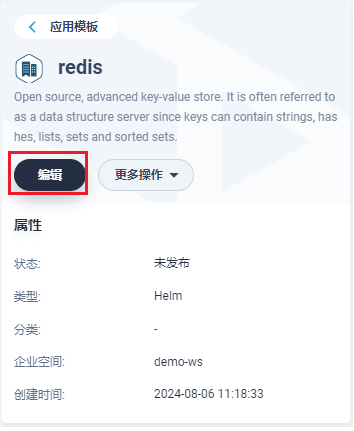 应用模板
redis
Open source, advanced key-value store. It is often referred to
as a data structure server since keys can contain strings, has
hes, lists, sets and sorted sets.
编辑 更多操作
属性
状态: 未发布
类型: Helm
分类: -
企业空间: demo-ws
创建时间: 2024-08-06 11:18:33